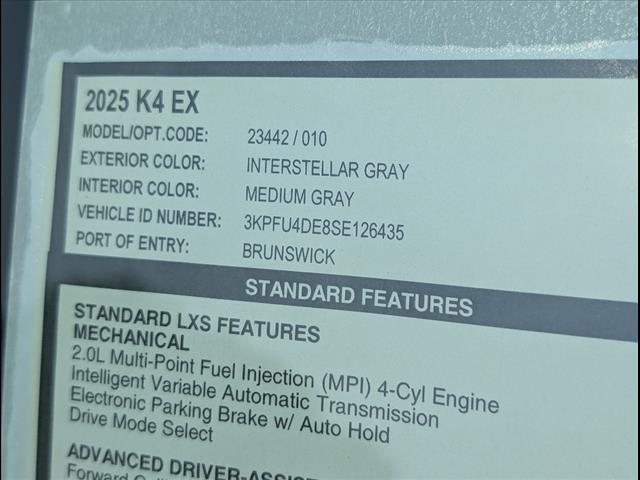 2025 K4 EX
MODEL/OPT.CODE: 23442 / 010
EXTERIOR COLOR: INTERSTELLAR GRAY
INTERIOR COLOR: MEDIUM GRAY
VEHICLE ID NUMBER: 3KPFU4DE8SE126435
PORT OF ENTRY: BRUNSWICK
STANDARD FEATURES
STANDARD LXS FEATURES
MECHANICAL
2.0L Multi-Point Fuel Injection (MPI) 4-Cyl Engine
Intelligent Variable Automatic Transmission
Electronic Parking Brake w/ Auto Hold
Drive Mode Select
ADVANCED DRIVER-ASSIST
Forward